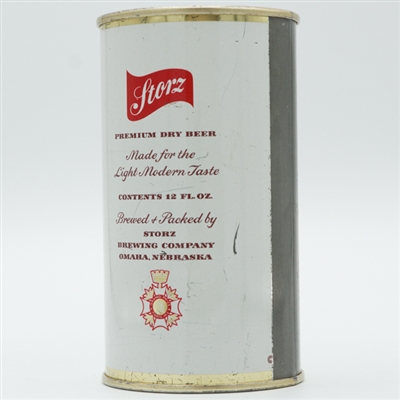 Storz
PREMIUM DRY BEER
Made for the
Light Modern Taste
CONTENTS 12 FL. OZ.
Brewed & Packed by
STORZ
BREWING COMPANY
OMAHA, NEBRASKA